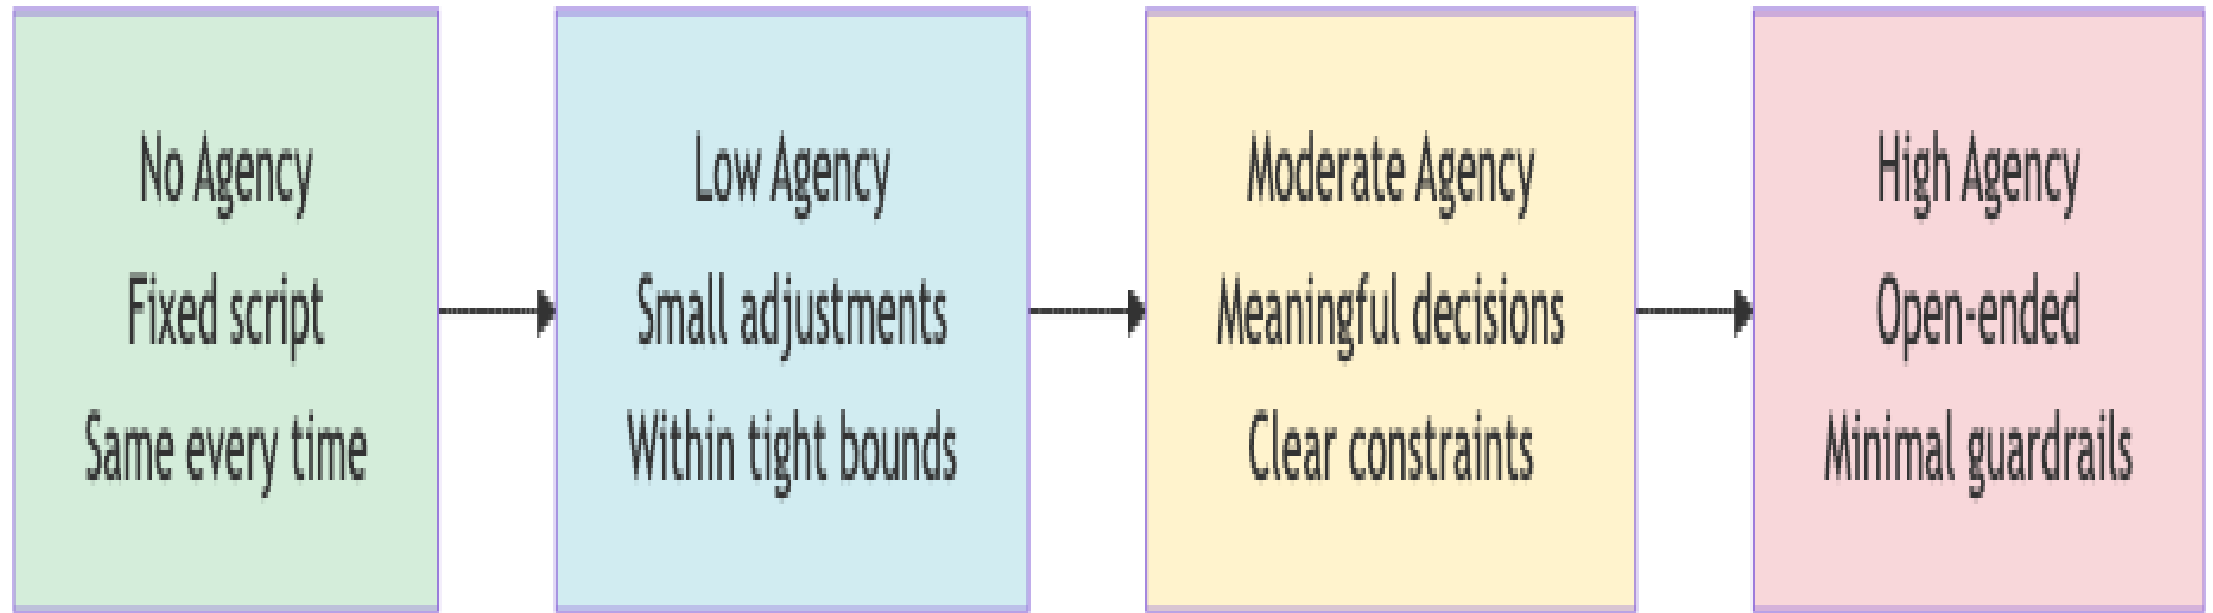 No Agency
Fixed script
Same every time
Low Agency
Small adjustments
Within tight bounds
Moderate Agency
Meaningful decisions
Clear constraints
High Agency
Open-ended
Minimal guardrails